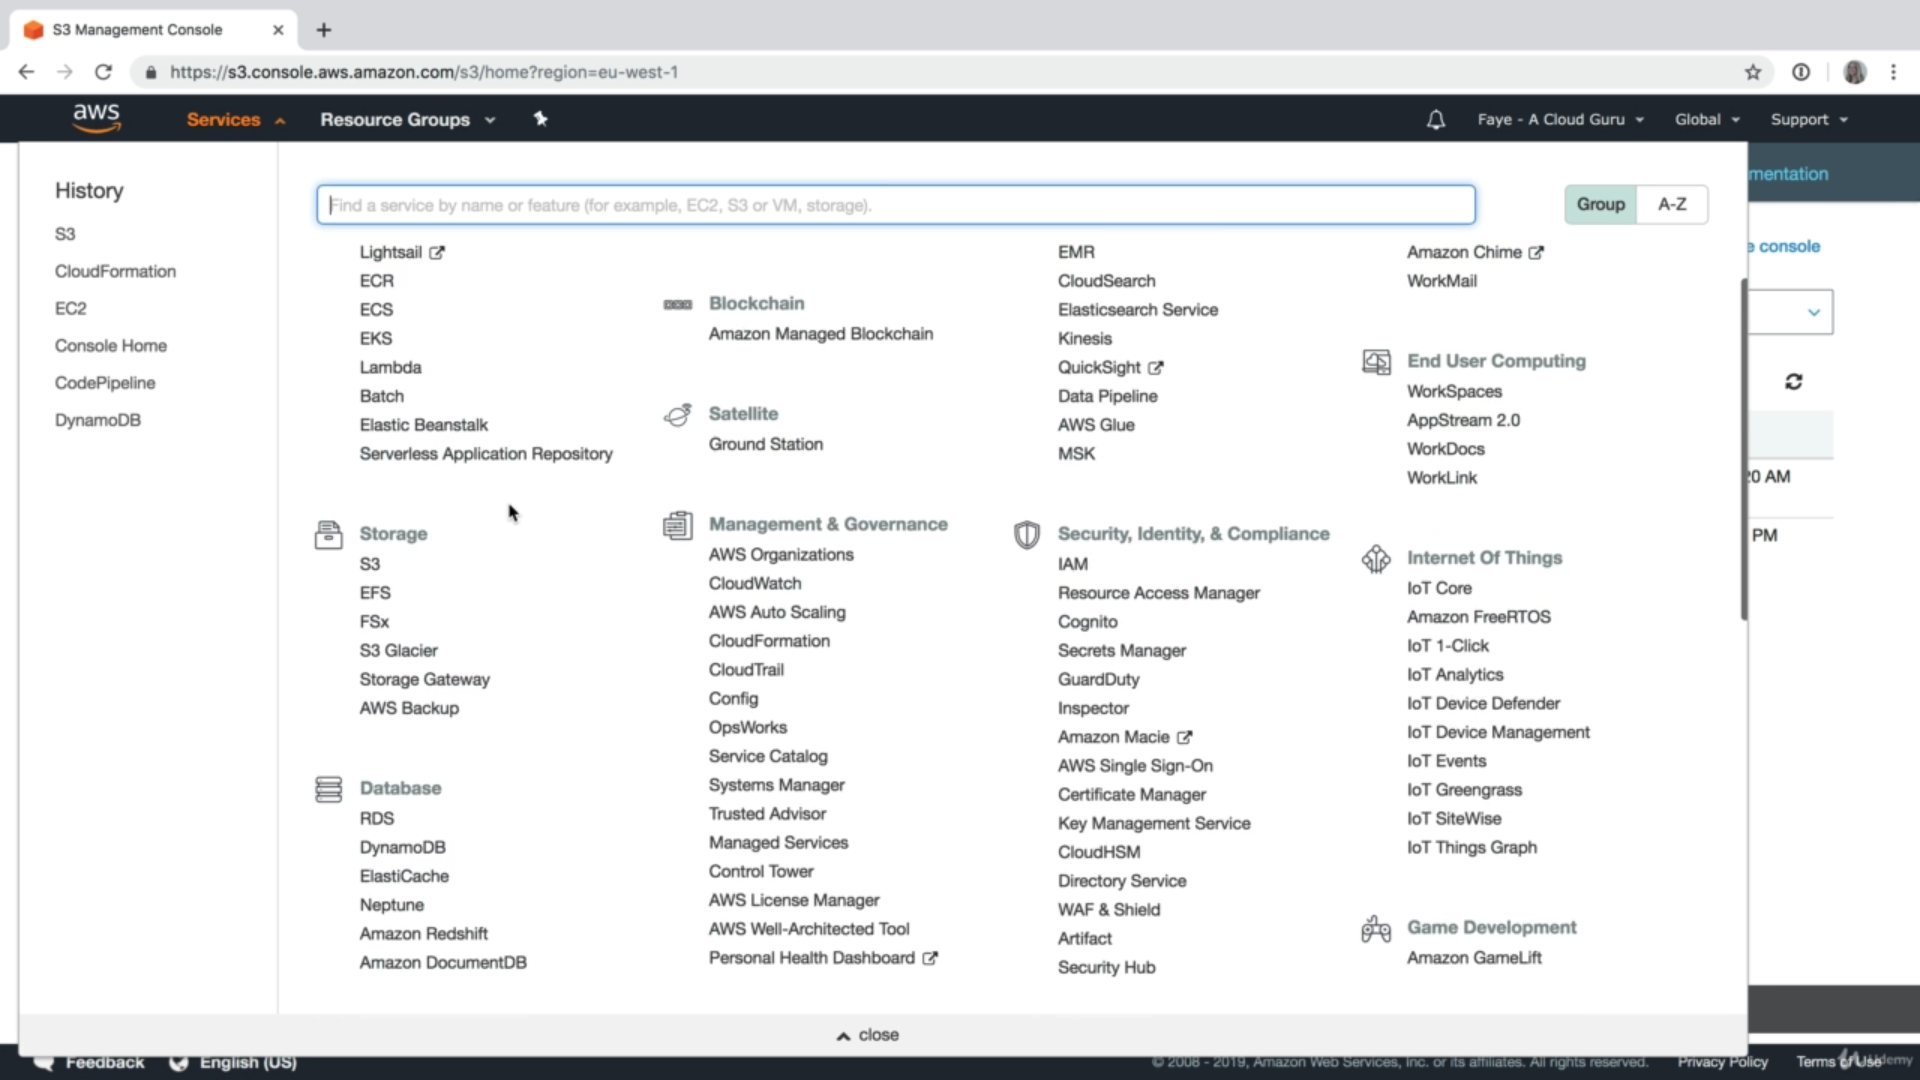 S3 Management Console
https://s3.console.aws.amazon.com/s3/home?region=eu-west-1
aws
Services
Resource Groups
Faye - A Cloud Guru
Global
Support
mentation
e console
20 AM
PM
History
S3
CloudFormation
EC2
Console Home
CodePipeline
DynamoDB
Find a service by name or feature (for example, EC2, S3 or VM, storage).
Group
A-Z
Lightsail
ECR
ECS
EKS
Lambda
Batch
Elastic Beanstalk
Serverless Application Repository
Storage
S3
EFS
FSx
S3 Glacier
Storage Gateway
AWS Backup
Database
RDS
DynamoDB
ElastiCache
Neptune
Amazon Redshift
Amazon DocumentDB
Blockchain
Amazon Managed Blockchain
Satellite
Ground Station
Management & Governance
AWS Organizations
CloudWatch
AWS Auto Scaling
CloudFormation
CloudTrail
Config
OpsWorks
Service Catalog
Systems Manager
Trusted Advisor
Managed Services
Control Tower
AWS License Manager
AWS Well-Architected Tool
Personal Health Dashboard
EMR
CloudSearch
Elasticsearch Service
Kinesis
QuickSight
Data Pipeline
AWS Glue
MSK
Security, Identity, & Compliance
IAM
Resource Access Manager
Cognito
Secrets Manager
GuardDuty
Inspector
Amazon Macie
AWS Single Sign-On
Certificate Manager
Key Management Service
CloudHSM
Directory Service
WAF & Shield
Artifact
Security Hub
Amazon Chime
WorkMail
End User Computing
WorkSpaces
AppStream 2.0
WorkDocs
WorkLink
Internet Of Things
IoT Core
Amazon FreeRTOS
IoT 1-Click
IoT Analytics
IoT Device Defender
IoT Device Management
IoT Events
IoT Greengrass
IoT SiteWise
IoT Things Graph
Game Development
Amazon GameLift
close
Feedback
English (US)
© 2008 - 2019, Amazon Web Services, Inc. or its affiliates. All rights reserved.
Privacy Policy
Terms of Use